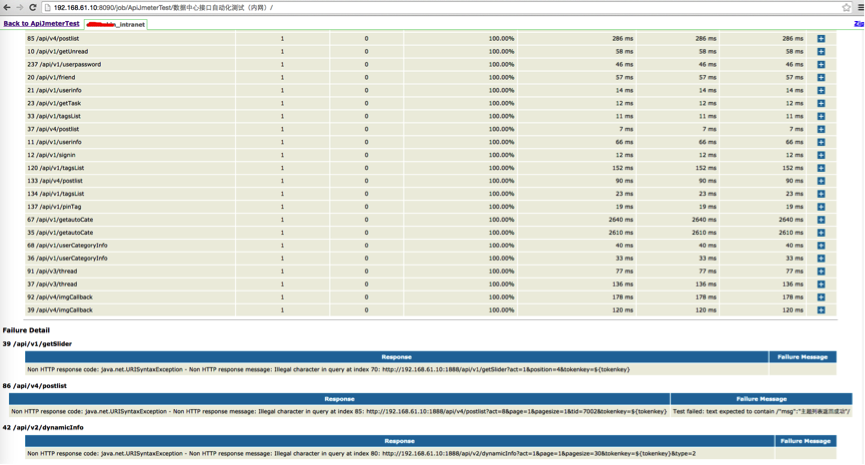 192.168.61.10:8090/job/ApiJmeterTest/数据中心接口自动化测试（内网）/
Back to ApiJmeterTest _intranet Zip
85 /api/v4/postlist 1 0 100.00% 286 ms 286 ms 286 ms
10 /api/v1/getUnread 1 0 100.00% 58 ms 58 ms 58 ms
237 /api/v1/userpassword 1 0 100.00% 46 ms 46 ms 46 ms
20 /api/v1/friend 1 0 100.00% 57 ms 57 ms 57 ms
21 /api/v1/userinfo 1 0 100.00% 14 ms 14 ms 14 ms
23 /api/v1/getTask 1 0 100.00% 12 ms 12 ms 12 ms
33 /api/v1/tagsList 1 0 100.00% 11 ms 11 ms 11 ms
37 /api/v4/postlist 1 0 100.00% 7 ms 7 ms 7 ms
11 /api/v1/userinfo 1 0 100.00% 66 ms 66 ms 66 ms
12 /api/v1/signin 1 0 100.00% 12 ms 12 ms 12 ms
120 /api/v1/tagsList 1 0 100.00% 152 ms 152 ms 152 ms
133 /api/v4/postlist 1 0 100.00% 90 ms 90 ms 90 ms
134 /api/v1/tagsList 1 0 100.00% 23 ms 23 ms 23 ms
137 /api/v1/pinTag 1 0 100.00% 19 ms 19 ms 19 ms
67 /api/v1/getautoCate 1 0 100.00% 2640 ms 2640 ms 2640 ms
35 /api/v1/getautoCate 1 0 100.00% 2610 ms 2610 ms 2610 ms
68 /api/v1/userCategoryInfo 1 0 100.00% 40 ms 40 ms 40 ms
36 /api/v1/userCategoryInfo 1 0 100.00% 33 ms 33 ms 33 ms
91 /api/v3/thread 1 0 100.00% 77 ms 77 ms 77 ms
37 /api/v3/thread 1 0 100.00% 136 ms 136 ms 136 ms
92 /api/v4/imgCallback 1 0 100.00% 178 ms 178 ms 178 ms
39 /api/v4/imgCallback 1 0 100.00% 120 ms 120 ms 120 ms
Failure Detail
39 /api/v1/getSlider
Response Failure Message
Non HTTP response code: java.net.URISyntaxException - Non HTTP response message: Illegal character in query at index 70: http://192.168.61.10:1888/api/v1/getSlider?act=1&position=4&tokenkey=${tokenkey}
86 /api/v4/postlist
Response Failure Message
Non HTTP response code: java.net.URISyntaxException - Non HTTP response message: Illegal character in query at index 85: http://192.168.61.10:1888/api/v4/postlist?act=8&page=1&pagesize=1&tid=7002&tokenkey=${tokenkey} Test failed: text expected to contain /"msg":"主题列表返回成功"/
42 /api/v2/dynamicInfo
Response Failure Message
Non HTTP response code: java.net.URISyntaxException - Non HTTP response message: Illegal character in query at index 80: http://192.168.61.10:1888/api/v2/dynamicInfo?act=1&page=1&pagesize=30&tokenkey=${tokenkey}&type=2